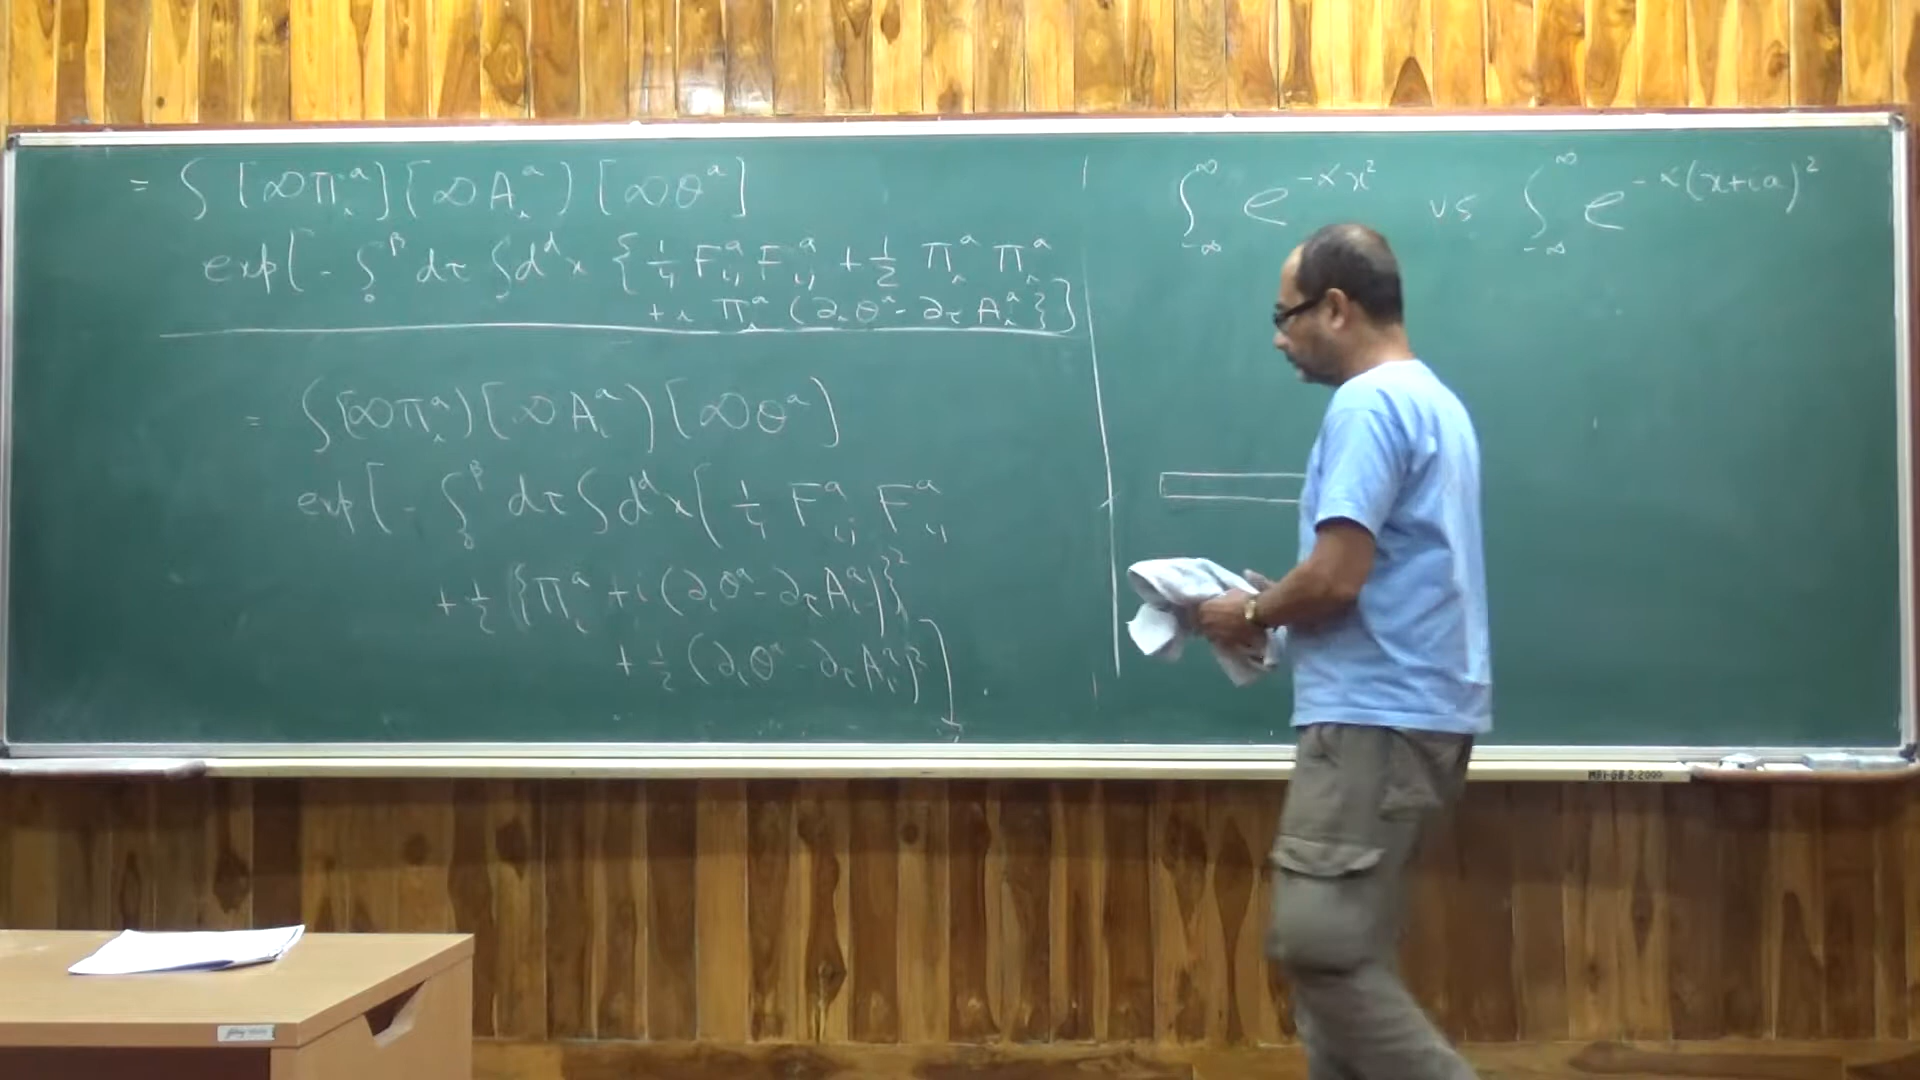 = ∫ [𝒟Π_i^a] [𝒟A_i^a) [𝒟θ^a]
exp[ - ∫_0^β dτ ∫ d^d x { 1/4 F_ij^a F_ij^a + 1/2 Π_i^a Π_i^a
+ i Π_i^a (∂_i θ^a - ∂_τ A_i^a } ]
= ∫ [𝒟Π_i^a) [𝒟A_i^a) [𝒟θ^a]
exp[ - ∫_0^β dτ ∫ d^d x ( 1/4 F_ij^a F_ij^a
+ 1/2 { Π_i^a + i (∂_i θ^a - ∂_τ A_i^a) }^2
+ 1/2 (∂_i θ^a - ∂_τ A_i^a)^2 ]
∫_{-∞}^{∞} e^{-αx^2} vs ∫_{-∞}^{∞} e^{-α(x+ia)^2}